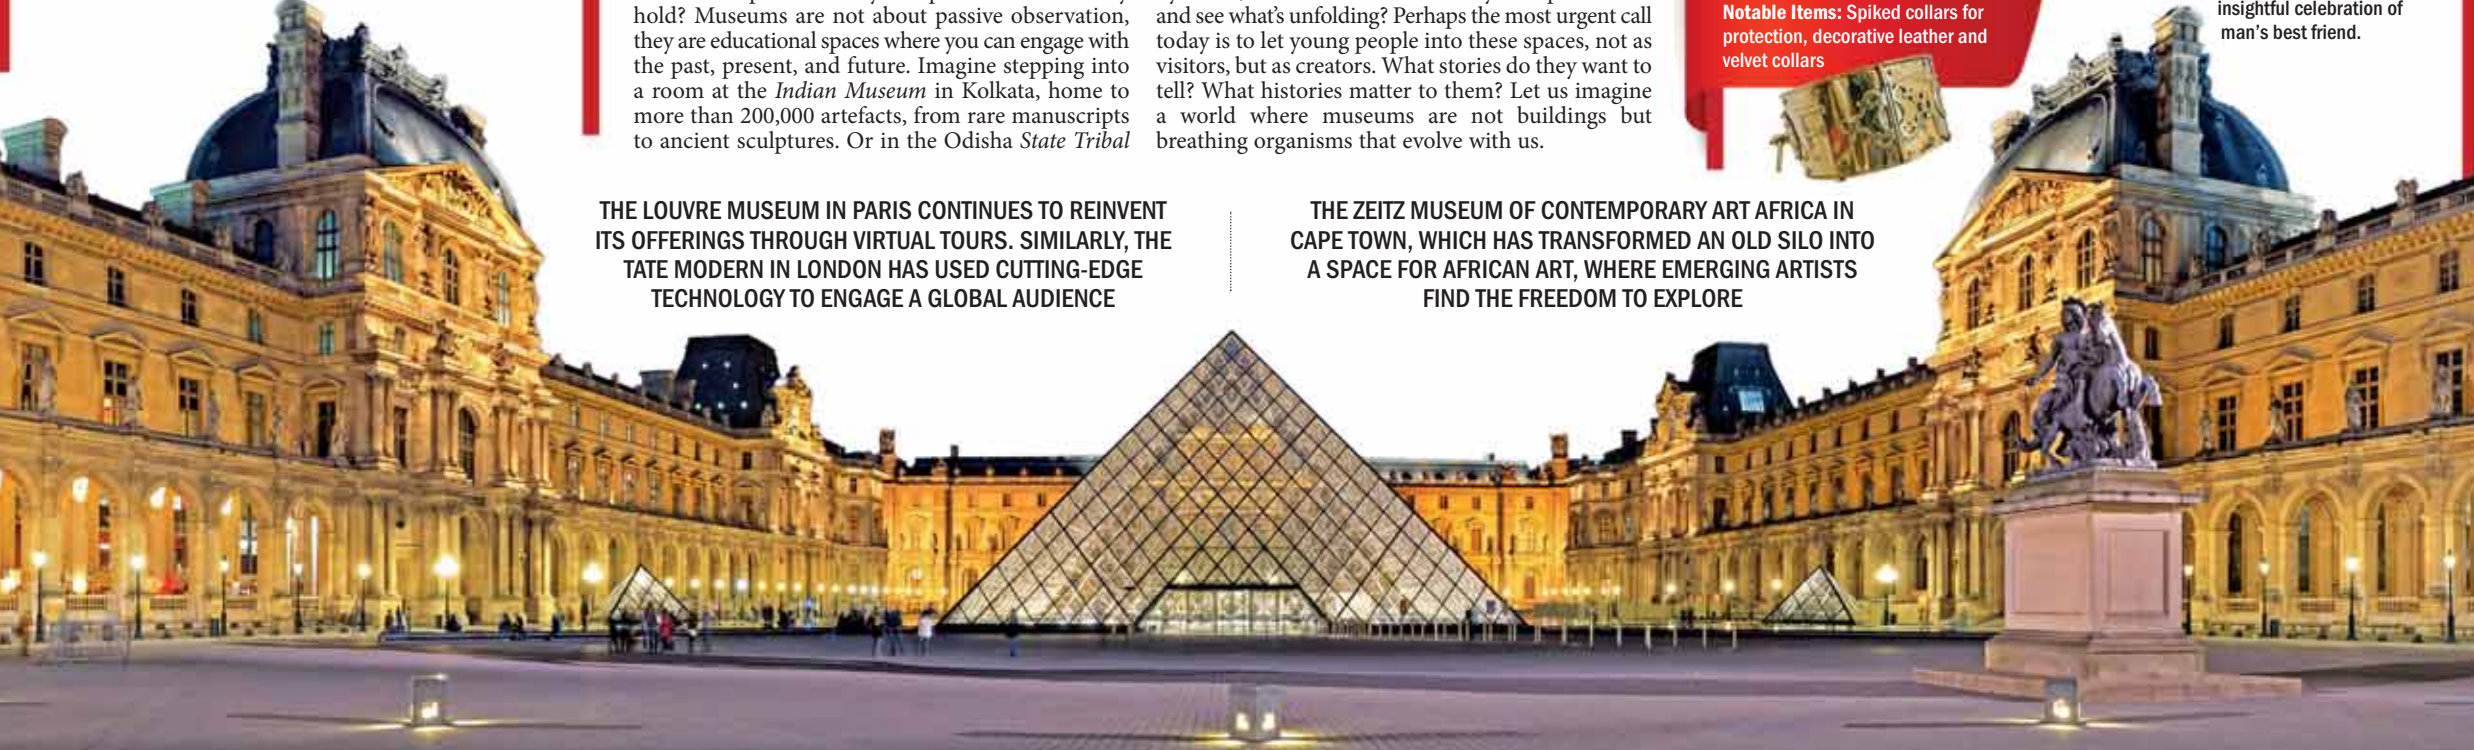 hold? Museums are not about passive observation,
they are educational spaces where you can engage with
the past, present, and future. Imagine stepping into
a room at the Indian Museum in Kolkata, home to
more than 200,000 artefacts, from rare manuscripts
to ancient sculptures. Or in the Odisha State Tribal
and see what's unfolding? Perhaps the most urgent call
today is to let young people into these spaces, not as
visitors, but as creators. What stories do they want to
tell? What histories matter to them? Let us imagine
a world where museums are not buildings but
breathing organisms that evolve with us.
Notable Items: Spiked collars for
protection, decorative leather and
velvet collars
insightful celebration of
man's best friend.
THE LOUVRE MUSEUM IN PARIS CONTINUES TO REINVENT
ITS OFFERINGS THROUGH VIRTUAL TOURS. SIMILARLY, THE
TATE MODERN IN LONDON HAS USED CUTTING-EDGE
TECHNOLOGY TO ENGAGE A GLOBAL AUDIENCE
THE ZEITZ MUSEUM OF CONTEMPORARY ART AFRICA IN
CAPE TOWN, WHICH HAS TRANSFORMED AN OLD SILO INTO
A SPACE FOR AFRICAN ART, WHERE EMERGING ARTISTS
FIND THE FREEDOM TO EXPLORE